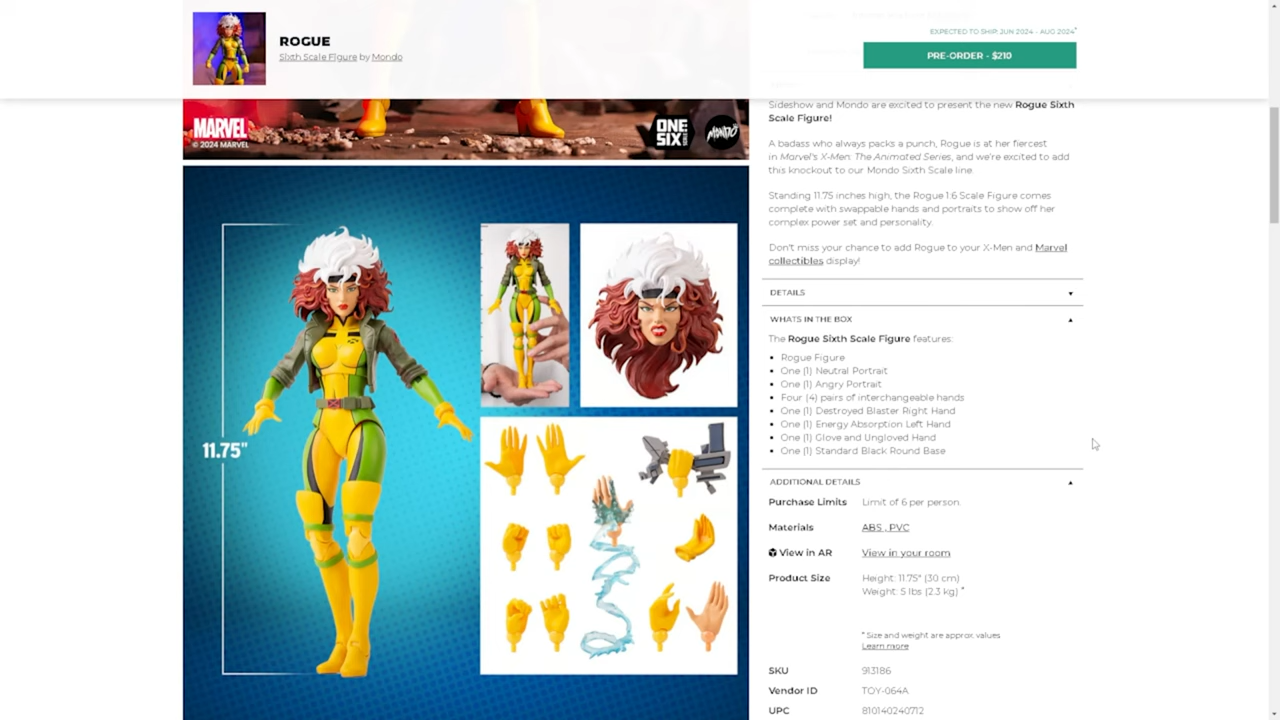 ROGUE
Sixth Scale Figure by Mondo
EXPECTED TO SHIP: JUN 2024 - AUG 2024*
PRE-ORDER - $210
MARVEL
© 2024 MARVEL
ONE
SIX
SCALE
MONDO
11.75"
Sideshow and Mondo are excited to present the new Rogue Sixth
Scale Figure!
A badass who always packs a punch, Rogue is at her fiercest
in Marvel's X-Men: The Animated Series, and we're excited to add
this knockout to our Mondo Sixth Scale line.
Standing 11.75 inches high, the Rogue 1:6 Scale Figure comes
complete with swappable hands and portraits to show off her
complex power set and personality.
Don't miss your chance to add Rogue to your X-Men and Marvel
collectibles display!
DETAILS
WHATS IN THE BOX
The Rogue Sixth Scale Figure features:
Rogue Figure
One (1) Neutral Portrait
One (1) Angry Portrait
Four (4) pairs of interchangeable hands
One (1) Destroyed Blaster Right Hand
One (1) Energy Absorption Left Hand
One (1) Glove and Ungloved Hand
One (1) Standard Black Round Base
ADDITIONAL DETAILS
Purchase Limits Limit of 6 per person.
Materials ABS , PVC
View in AR View in your room
Product Size Height: 11.75" (30 cm)
Weight: 5 lbs (2.3 kg) *
* Size and weight are approx. values
Learn more
SKU 913186
Vendor ID TOY-064A
UPC 810140240712